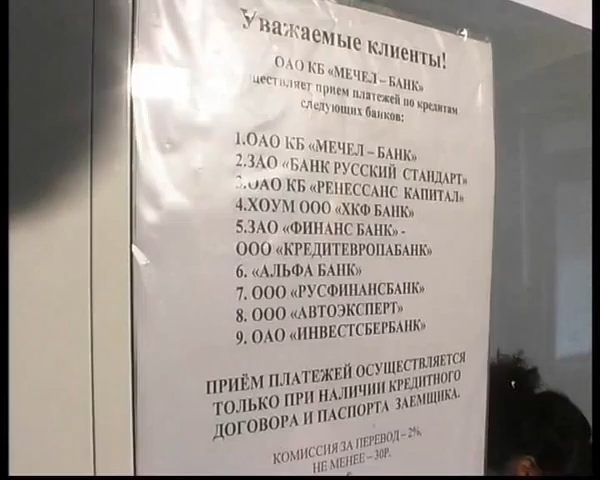 Уважаемые клиенты!
ОАО КБ «МЕЧЕЛ – БАНК»
прием платежей по кредитам
следующих банков:
1.ОАО КБ «МЕЧЕЛ – БАНК»
2.ЗАО «БАНК РУССКИЙ СТАНДАРТ»
3.ОАО КБ «РЕНЕССАНС КАПИТАЛ»
4.ХОУМ ООО «ХКФ БАНК»
5.ЗАО «ФИНАНС БАНК» -
ООО «КРЕДИТЕВРОПАБАНК»
6. «АЛЬФА БАНК»
7. ООО «РУСФИНАНСБАНК»
8. ООО «АВТОЭКСПЕРТ»
9. ОАО «ИНВЕСТСБЕРБАНК»
ПРИЁМ ПЛАТЕЖЕЙ ОСУЩЕСТВЛЯЕТСЯ
ТОЛЬКО ПРИ НАЛИЧИИ КРЕДИТНОГО
ДОГОВОРА И ПАСПОРТА ЗАЕМЩИКА.
КОМИССИЯ ЗА ПЕРЕВОД – 2%,
НЕ МЕНЕЕ – 30Р.